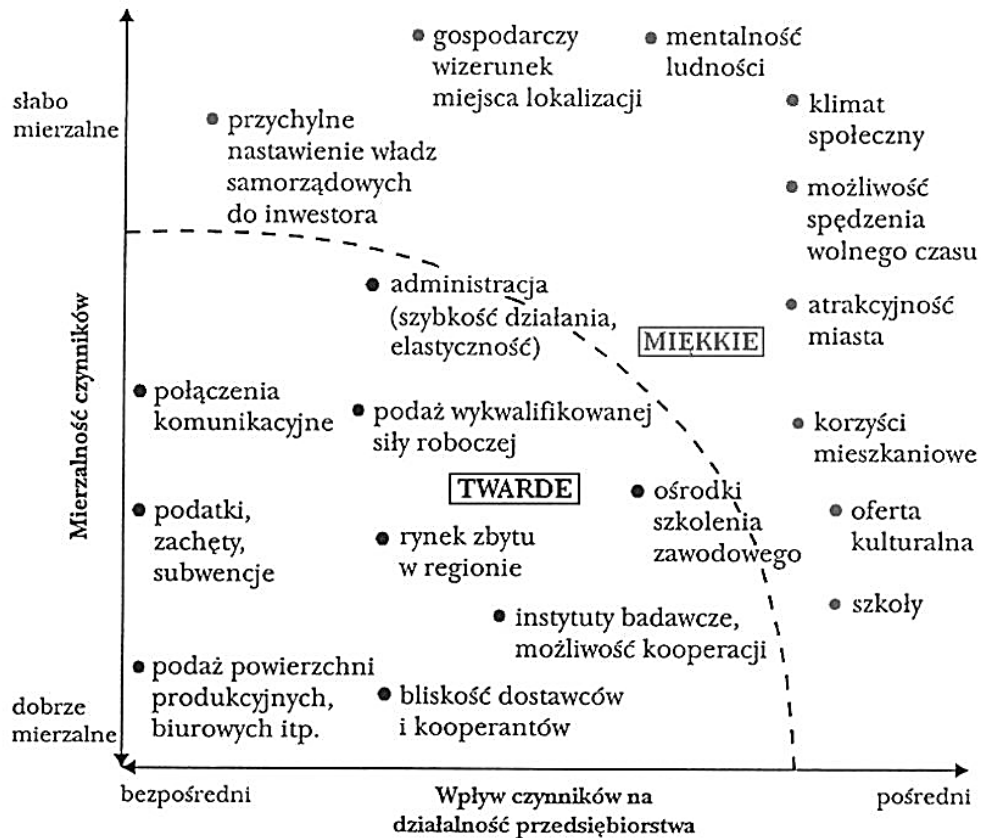 gospodarczy
wizerunek
miejsca lokalizacji
mentalność
ludności
słabo
mierzalne
klimat
społeczny
przychylne
nastawienie władz
samorządowych
do inwestora
możliwość
spędzenia
wolnego czasu
administracja
(szybkość działania,
elastyczność)
atrakcyjność
miasta
MIĘKKIE
Mierzalność czynników
połączenia
komunikacyjne
podaż wykwalifikowanej
siły roboczej
korzyści
mieszkaniowe
TWARDE
podatki,
zachęty,
subwencje
rynek zbytu
w regionie
ośrodki
szkolenia
zawodowego
oferta
kulturalna
instytuty badawcze,
możliwość kooperacji
szkoły
podaż powierzchni
produkcyjnych,
biurowych itp.
bliskość dostawców
i kooperantów
dobrze
mierzalne
bezpośredni
Wpływ czynników na
działalność przedsiębiorstwa
pośredni